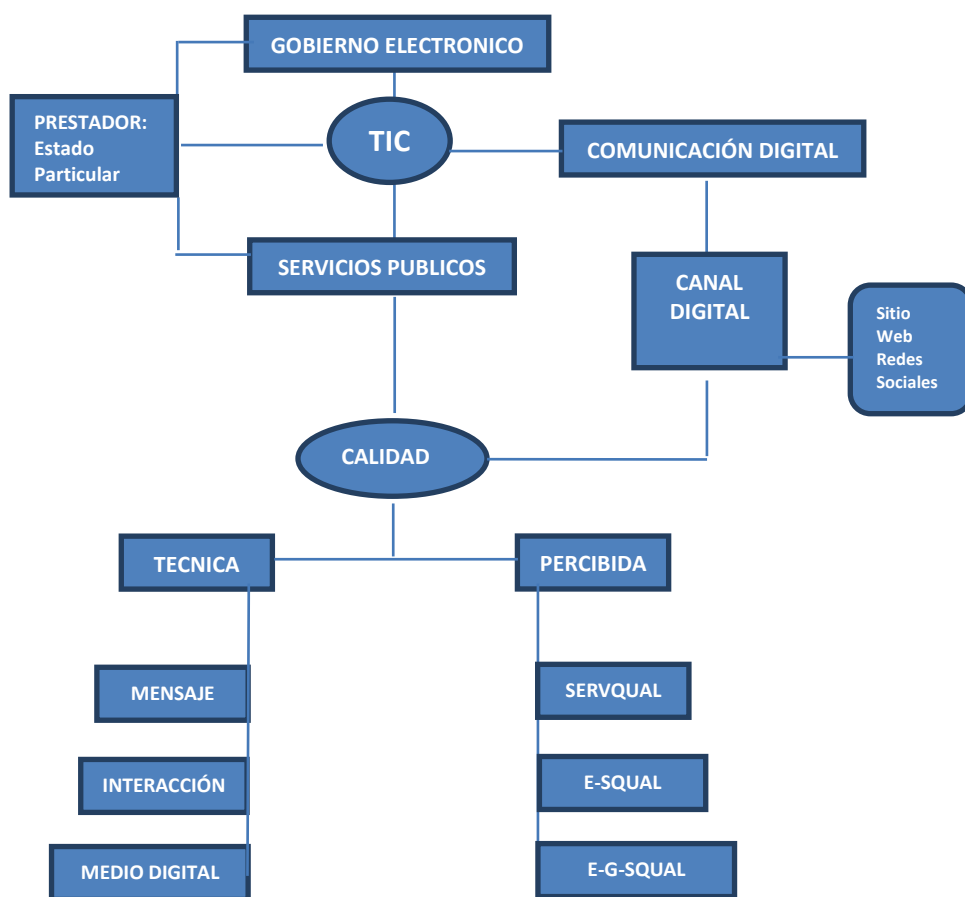 GOBIERNO ELECTRONICO
PRESTADOR:
Estado
Particular
TIC
COMUNICACIÓN DIGITAL
SERVICIOS PUBLICOS
CANAL
DIGITAL
Sitio
Web
Redes
Sociales
CALIDAD
TECNICA
PERCIBIDA
MENSAJE
SERVQUAL
INTERACCIÓN
E-SQUAL
MEDIO DIGITAL
E-G-SQUAL